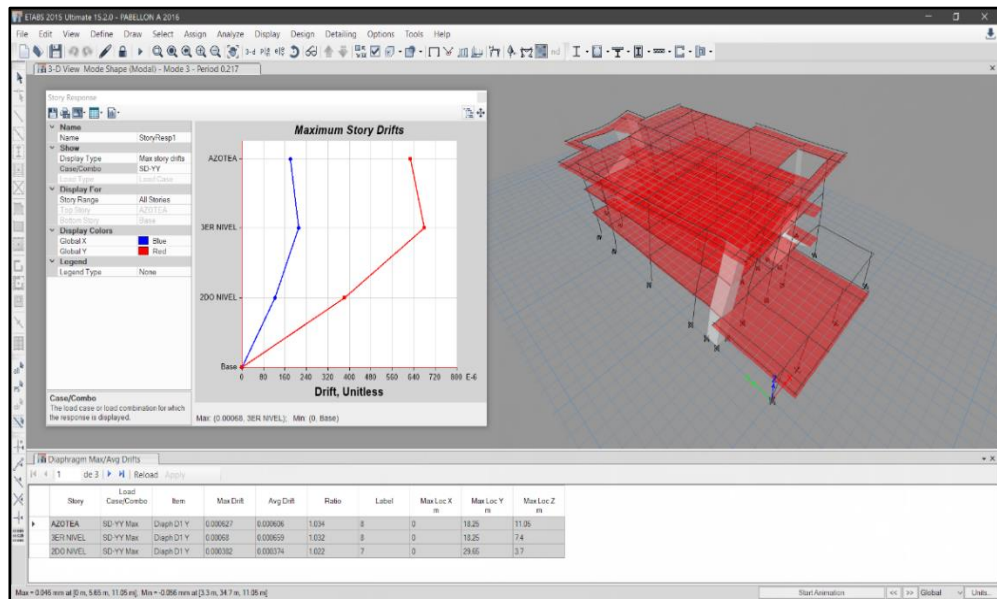 ETABS 2015 Ultimate 15.2.0 - PABELLON A 2016
File Edit View Define Draw Select Assign Analyze Display Design Detailing Options Tools Help
3-D View Mode Shape (Modal) - Mode 3 - Period 0.217
Story Response
Name
Name StoryResp1
Show
Display Type Max story drifts
Case/Combo SD-YY
Load Type Load Case
Display For
Story Range All Stories
Top Story AZOTEA
Bottom Story Base
Display Colors
Global X Blue
Global Y Red
Legend
Legend Type None
Case/Combo
The load case or load combination for which
the response is displayed.
Maximum Story Drifts
AZOTEA
3ER NIVEL
2DO NIVEL
Base
0 80 160 240 320 400 480 560 640 720 800 E-6
Drift, Unitless
Max: (0.00068, 3ER NIVEL); Min: (0, Base)
Z
Diaphragm Max/Avg Drifts
1 de 3 Reload Apply
Story Load Case/Combo Item Max Drift Avg Drift Ratio Label Max Loc X m Max Loc Y m Max Loc Z m
AZOTEA SD-YY Max Diaph D1 Y 0.000627 0.000606 1.034 8 0 18.25 11.05
3ER NIVEL SD-YY Max Diaph D1 Y 0.00068 0.000659 1.032 8 0 18.25 7.4
2DO NIVEL SD-YY Max Diaph D1 Y 0.000382 0.000374 1.022 7 0 29.65 3.7
Max = 0.046 mm at [0 m, 5.65 m, 11.05 m], Min = -0.056 mm at [3.3 m, 34.7 m, 11.05 m]
Start Animation << >> Global Units...